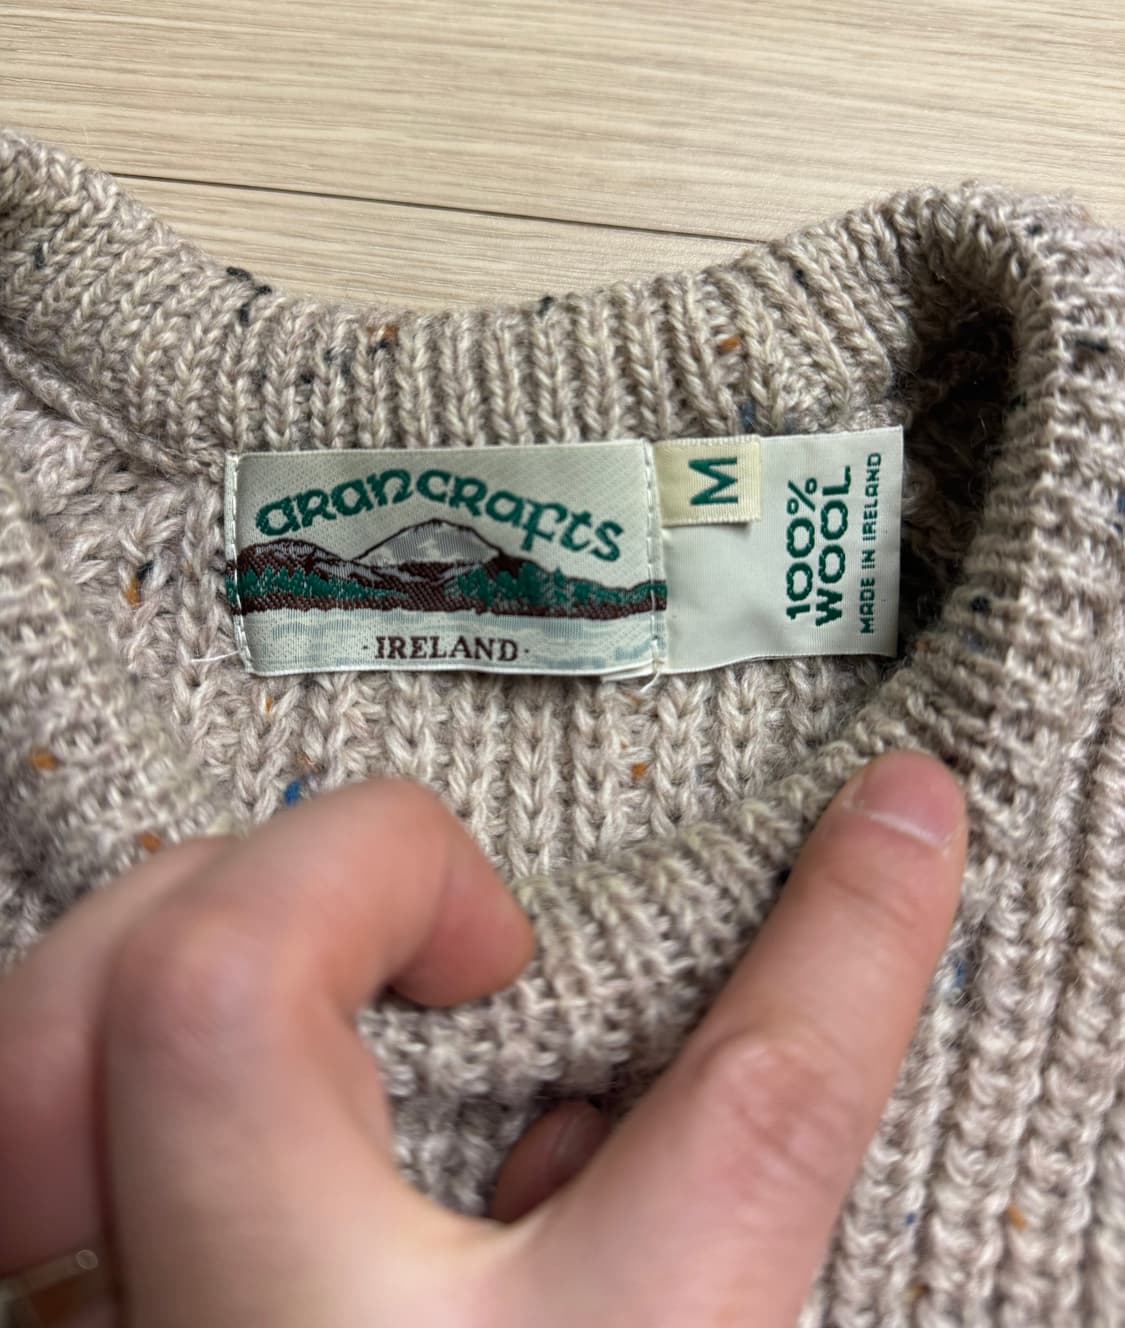 aRanCRafts
·IRELAND·
M
100%
WOOL
MADE IN IRELAND